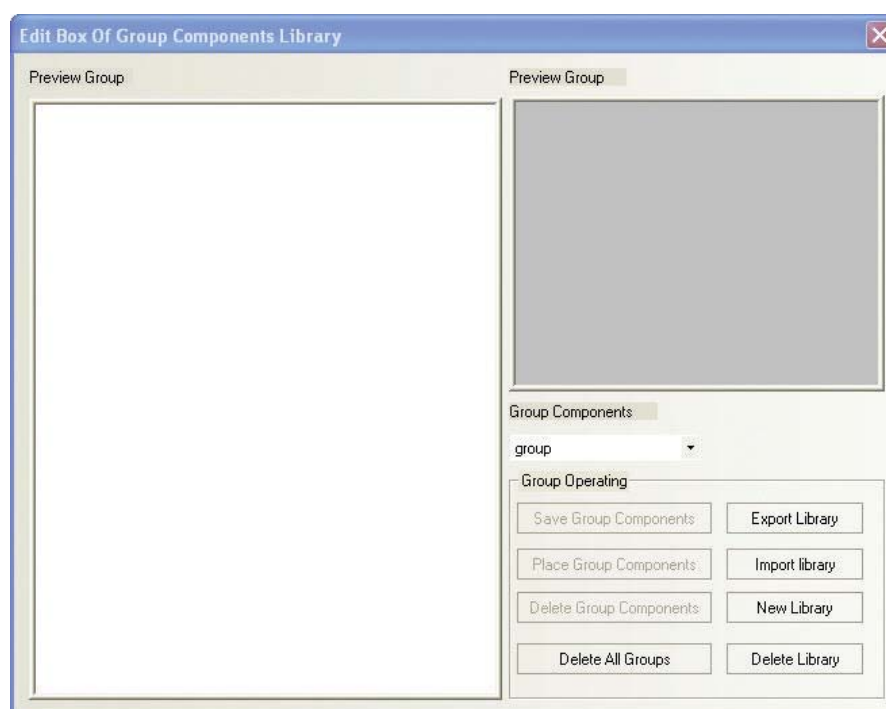 Edit Box Of Group Components Library
Preview Group
Preview Group
Group Components
group
Group Operating
Save Group Components
Export Library
Place Group Components
Import library
Delete Group Components
New Library
Delete All Groups
Delete Library